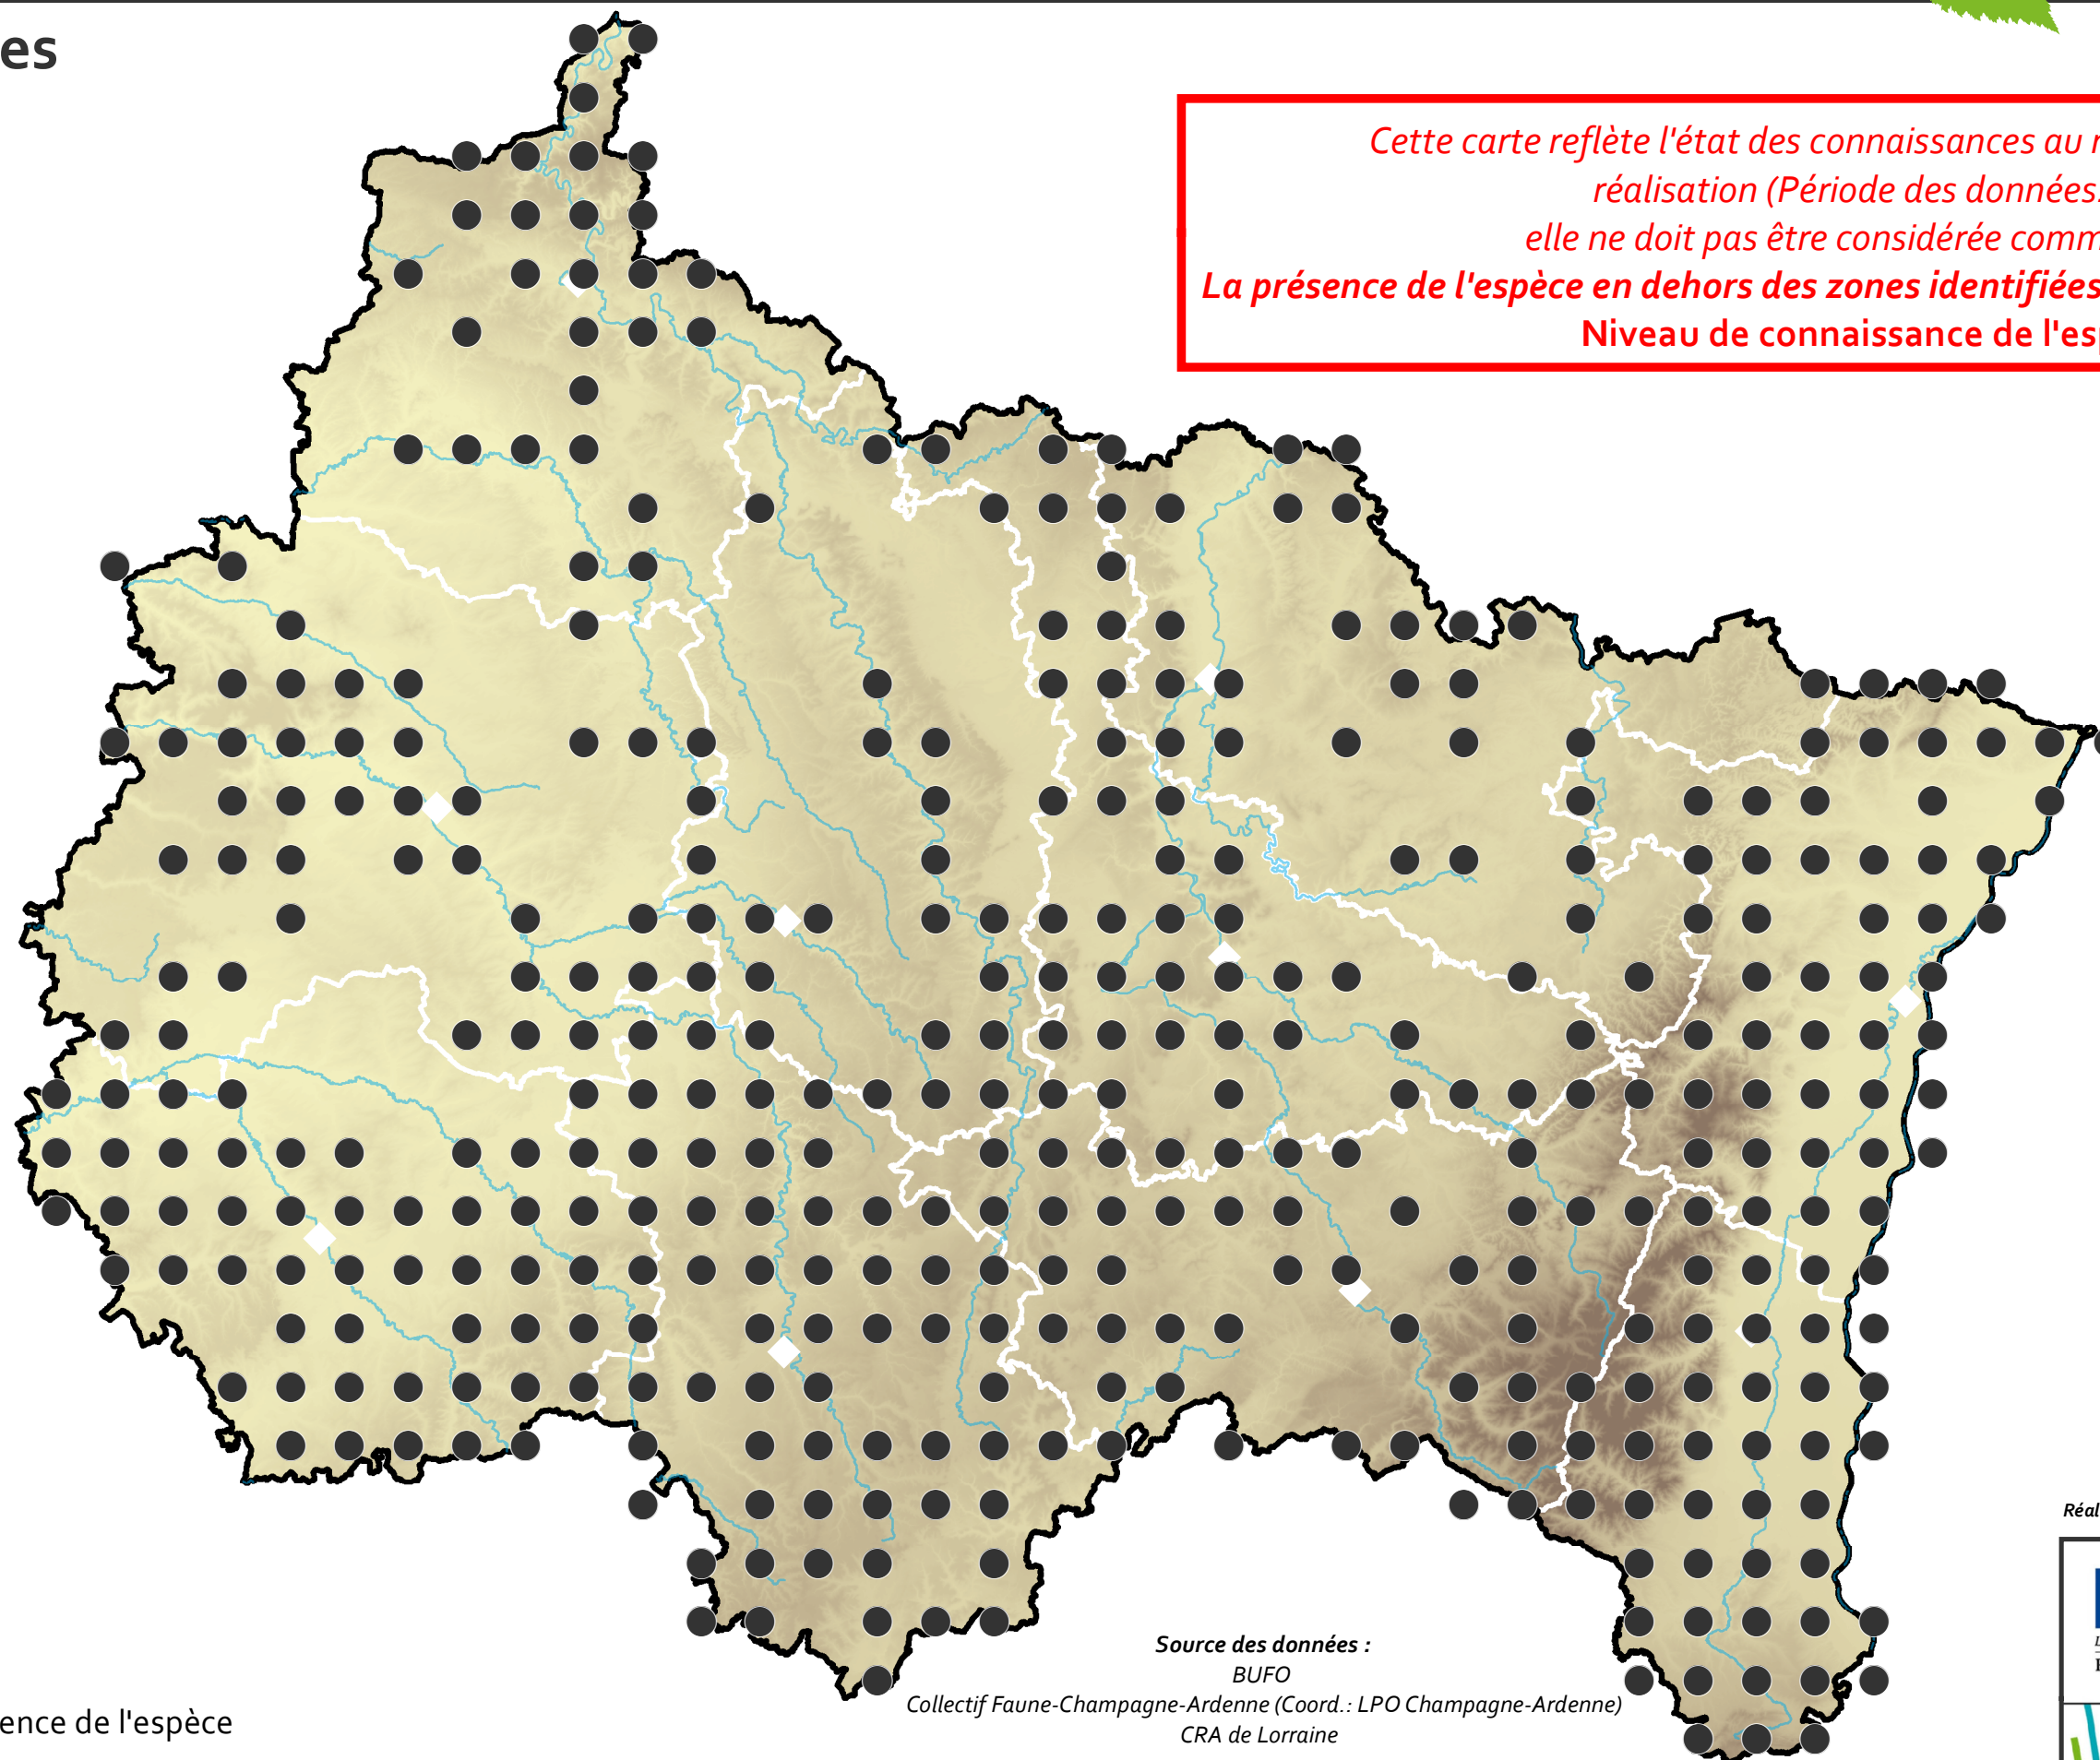 es
Cette carte reflète l'état des connaissances au
réalisation (Période des données
elle ne doit pas être considérée comm
La présence de l'espèce en dehors des zones identifiées
Niveau de connaissance de l'esp
Réal
Source des données :
BUFO
Collectif Faune-Champagne-Ardenne (Coord.: LPO Champagne-Ardenne)
CRA de Lorraine
ence de l'espèce